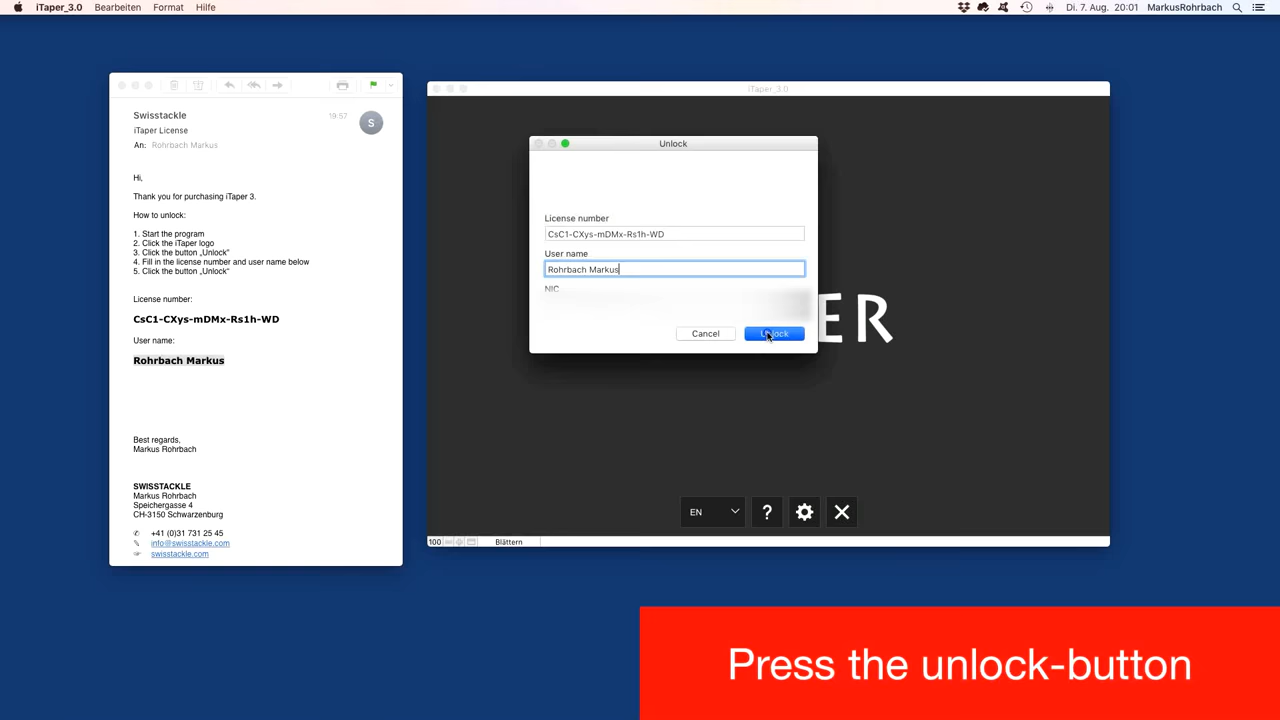 iTaper_3.0 Bearbeiten Format Hilfe Di. 7. Aug. 20:01 MarkusRohrbach
Swisstackle 19:57
iTaper License
An: Rohrbach Markus
S
Hi,
Thank you for purchasing iTaper 3.
How to unlock:
1. Start the program
2. Click the iTaper logo
3. Click the button „Unlock“
4. Fill in the license number and user name below
5. Click the button „Unlock“
License number:
CsC1-CXys-mDMx-Rs1h-WD
User name:
Rohrbach Markus
Best regards,
Markus Rohrbach
SWISSTACKLE
Markus Rohrbach
Speichergasse 4
CH-3150 Schwarzenburg
+41 (0)31 731 25 45
info@swisstackle.com
swisstackle.com
iTaper_3.0
Unlock
License number
CsC1-CXys-mDMx-Rs1h-WD
User name
Rohrbach Markus
NIC
Cancel Unlock
ER
EN ?
100 Blättern
Press the unlock-button